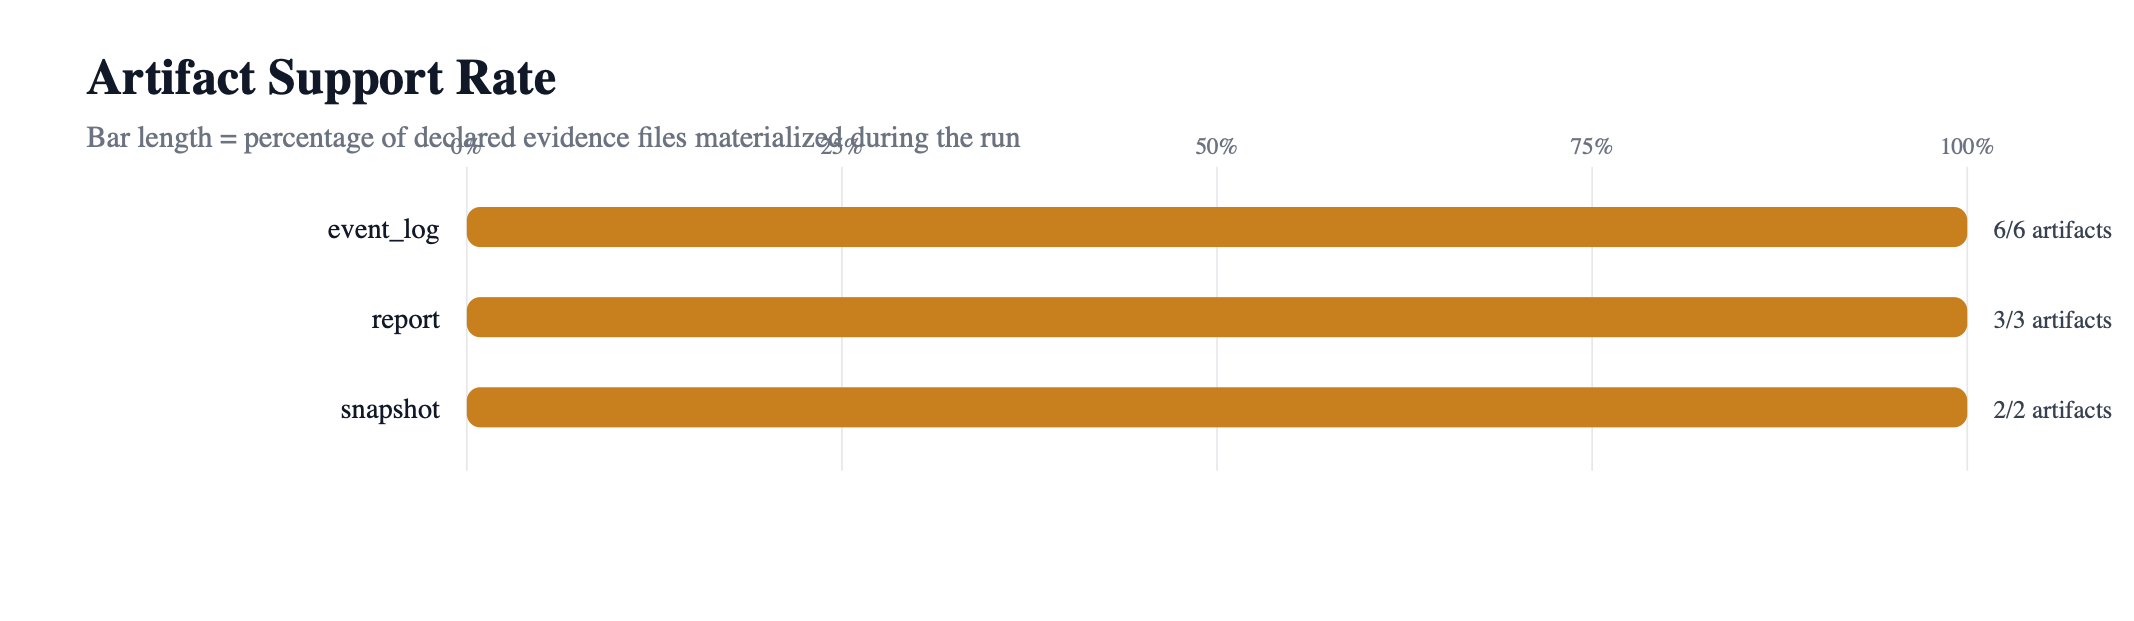 Artifact Support Rate
Bar length = percentage of declared evidence files materialized during the run
0% 25% 50% 75% 100%
event_log 6/6 artifacts
report 3/3 artifacts
snapshot 2/2 artifacts